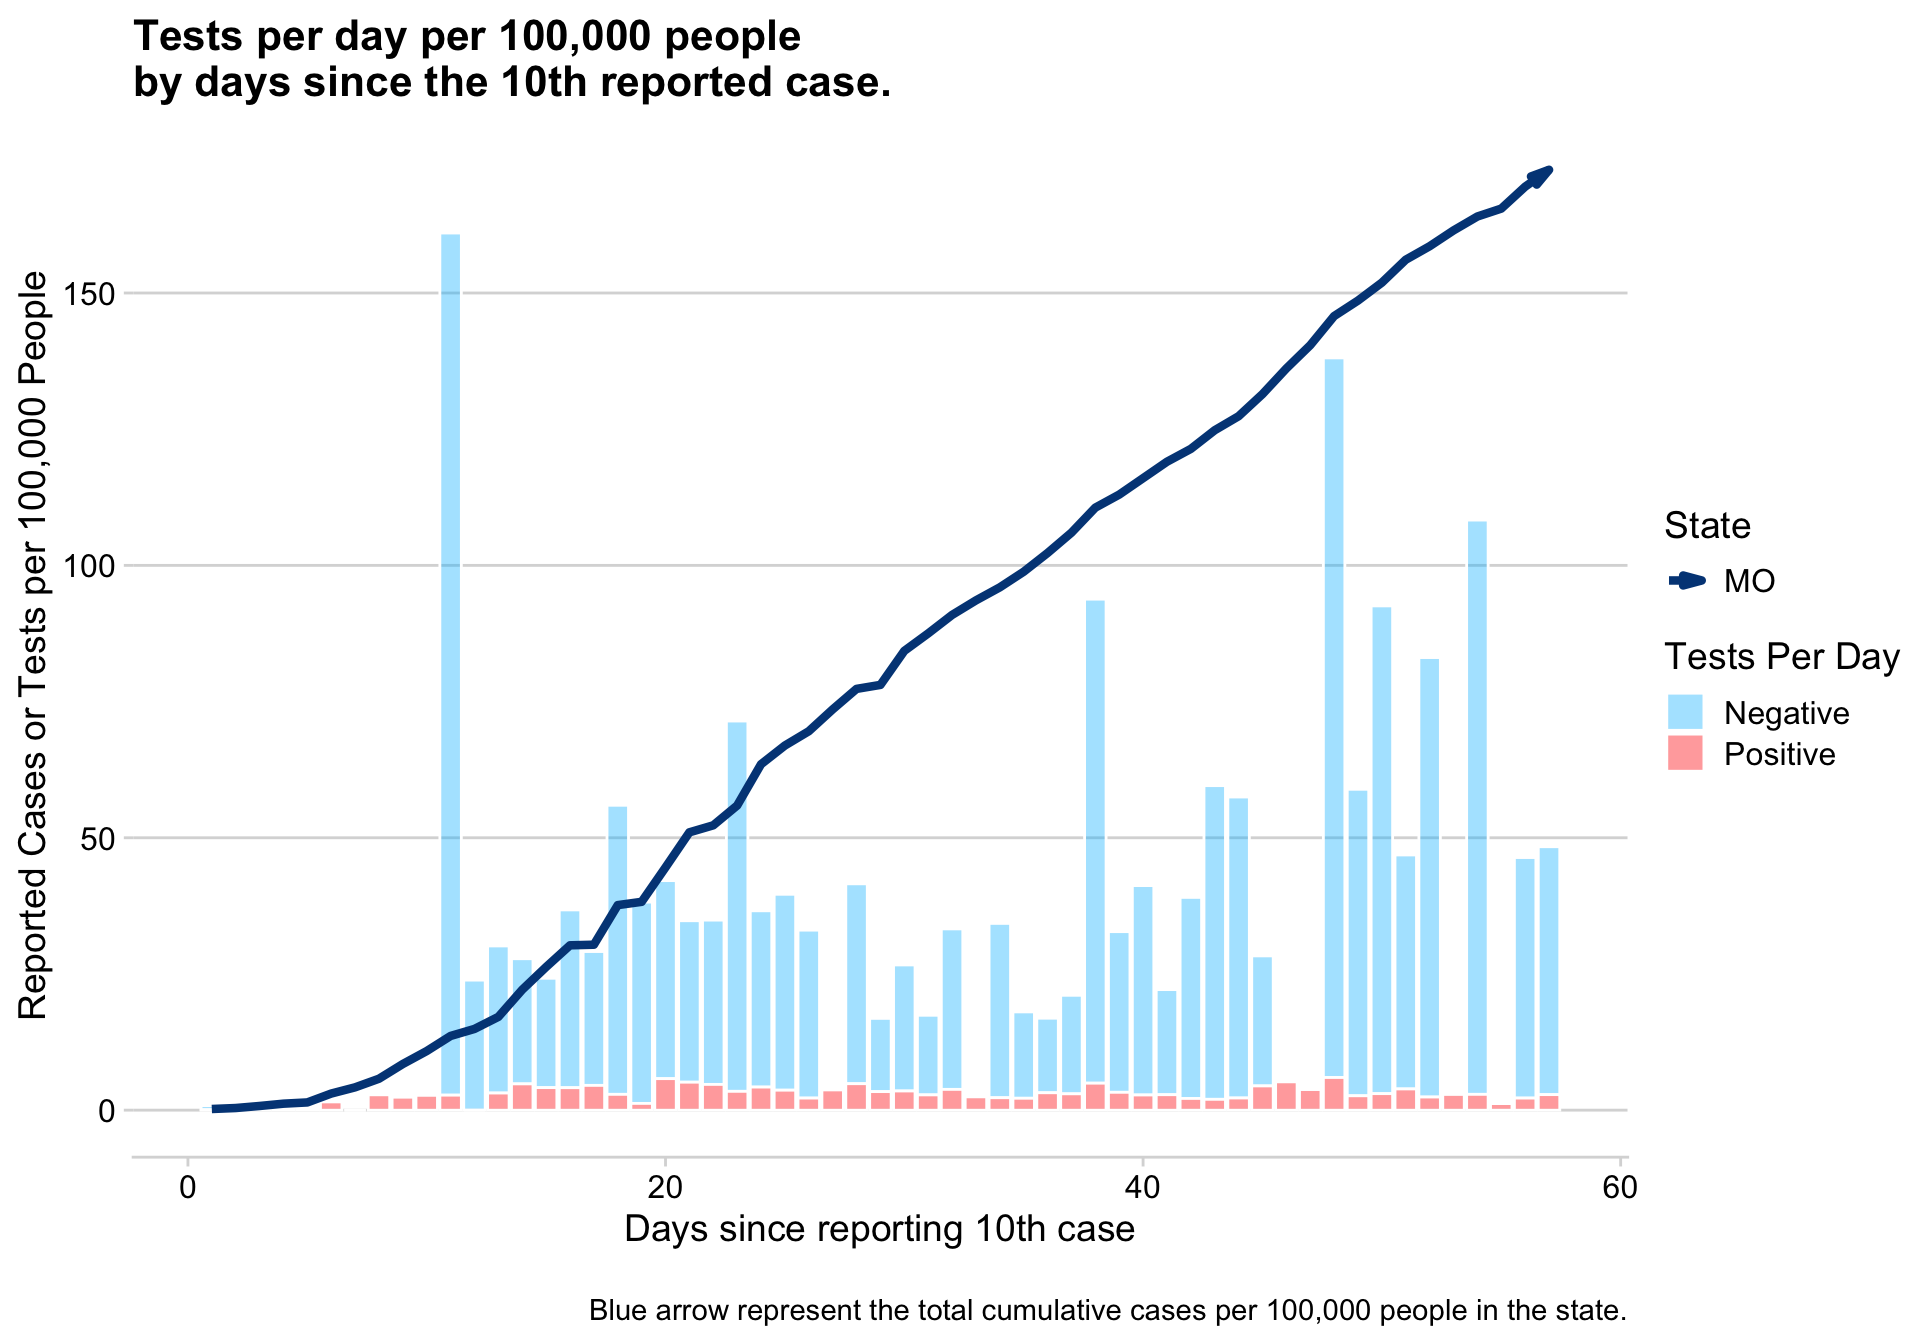 Tests per day per 100,000 people
by days since the 10th reported case.
Reported Cases or Tests per 100,000 People
150
100
50
0
0
20
40
60
Days since reporting 10th case
State
MO
Tests Per Day
Negative
Positive
Blue arrow represent the total cumulative cases per 100,000 people in the state.